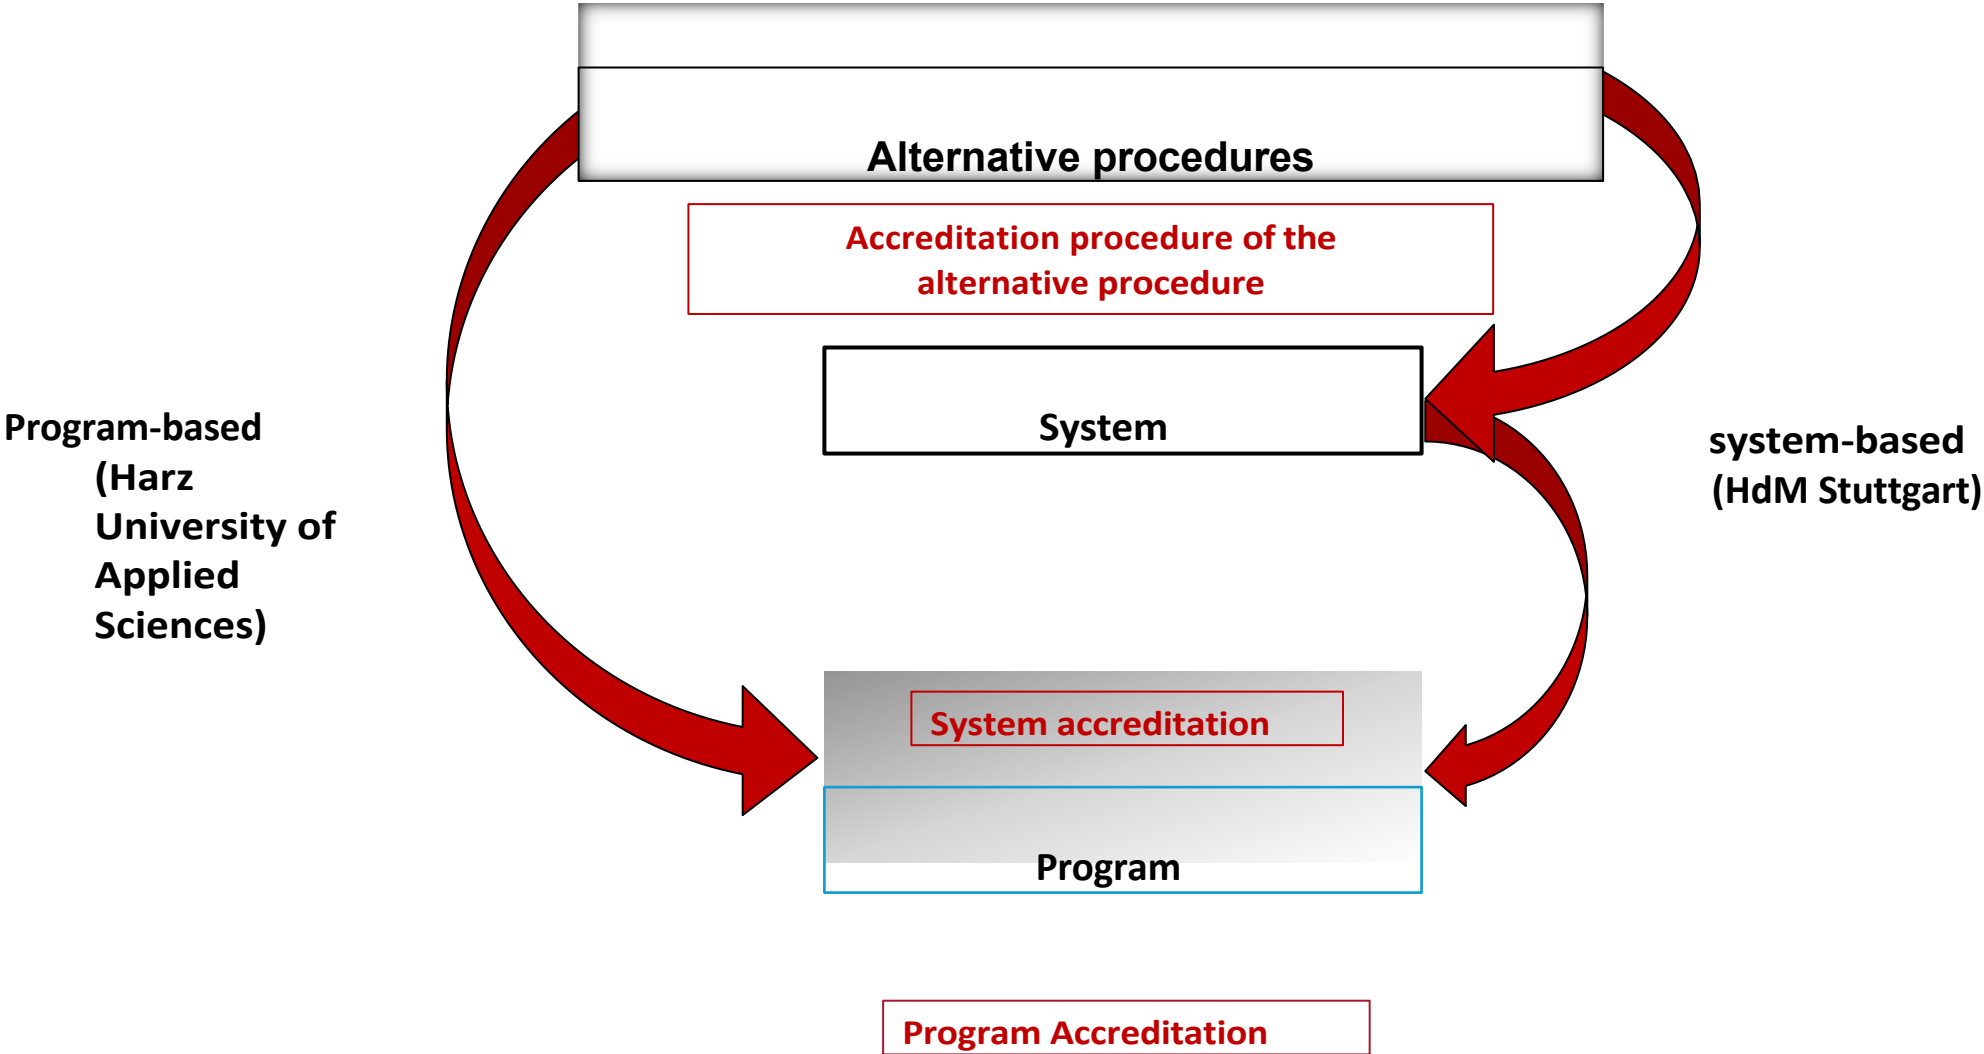 Alternative procedures
Accreditation procedure of the
alternative procedure
System
Program-based
(Harz
University of
Applied
Sciences)
system-based
(HdM Stuttgart)
System accreditation
Program
Program Accreditation